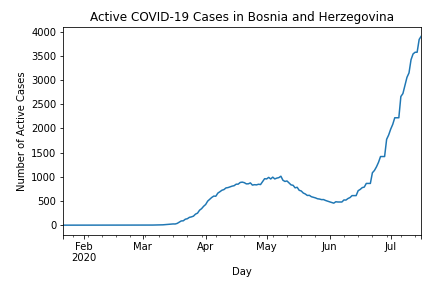 Active COVID-19 Cases in Bosnia and Herzegovina
4000
3500
3000
2500
2000
1500
1000
500
0
Number of Active Cases
Feb Mar Apr May Jun Jul
2020
Day